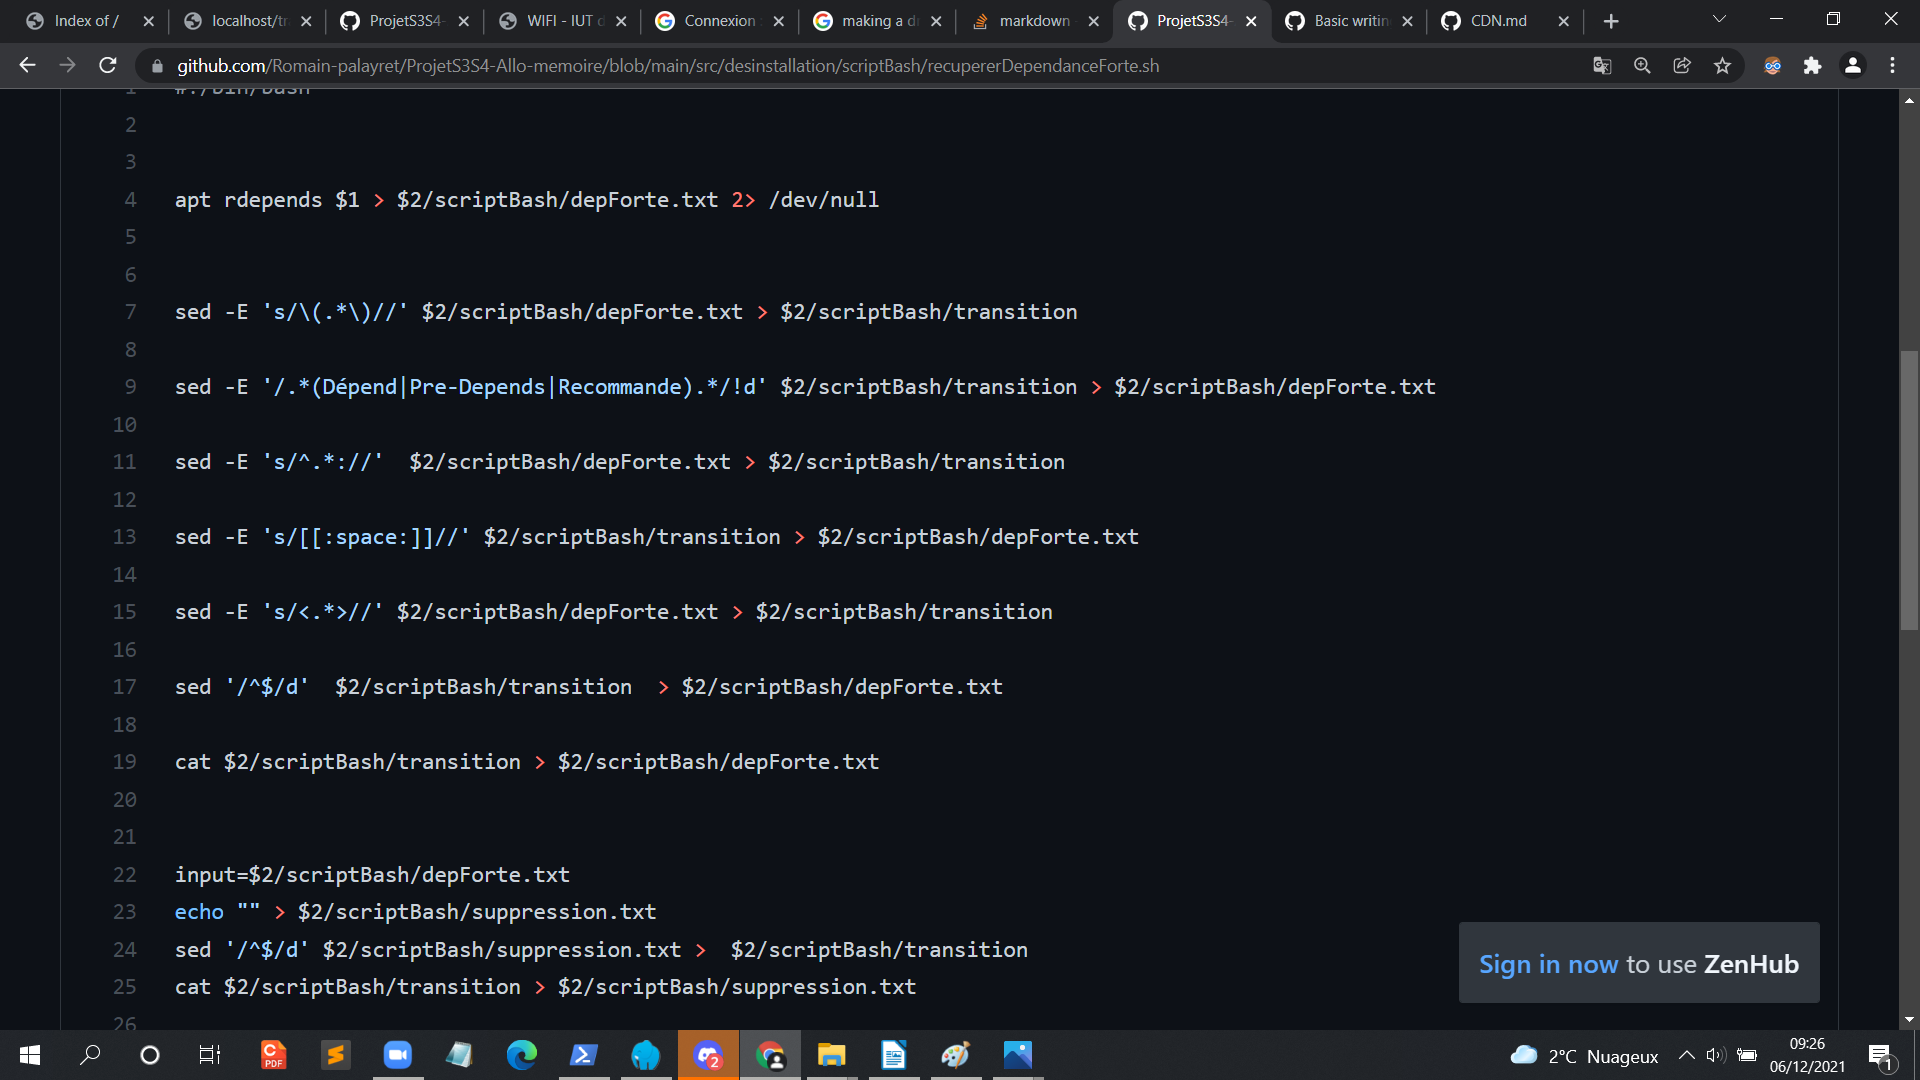 Index of /
localhost/tr
ProjetS3S4-
WIFI - IUT d
Connexion
making a dr
markdown
ProjetS3S4-
Basic writin
CDN.md
github.com/Romain-palayret/ProjetS3S4-Allo-memoire/blob/main/src/desinstallation/scriptBash/recupererDependanceForte.sh
1 #!/bin/bash
2
3
4 apt rdepends $1 > $2/scriptBash/depForte.txt 2> /dev/null
5
6
7 sed -E 's/\(.*\)//' $2/scriptBash/depForte.txt > $2/scriptBash/transition
8
9 sed -E '/.*(Dépend|Pre-Depends|Recommande).*/!d' $2/scriptBash/transition > $2/scriptBash/depForte.txt
10
11 sed -E 's/^.*://'  $2/scriptBash/depForte.txt > $2/scriptBash/transition
12
13 sed -E 's/[[:space:]]//' $2/scriptBash/transition > $2/scriptBash/depForte.txt
14
15 sed -E 's/<.*>//' $2/scriptBash/depForte.txt > $2/scriptBash/transition
16
17 sed '/^$/d'  $2/scriptBash/transition  > $2/scriptBash/depForte.txt
18
19 cat $2/scriptBash/transition > $2/scriptBash/depForte.txt
20
21
22 input=$2/scriptBash/depForte.txt
23 echo "" > $2/scriptBash/suppression.txt
24 sed '/^$/d' $2/scriptBash/suppression.txt >  $2/scriptBash/transition
25 cat $2/scriptBash/transition > $2/scriptBash/suppression.txt
26
Sign in now to use ZenHub
C PDF
2
2°C Nuageux
09:26
06/12/2021
1